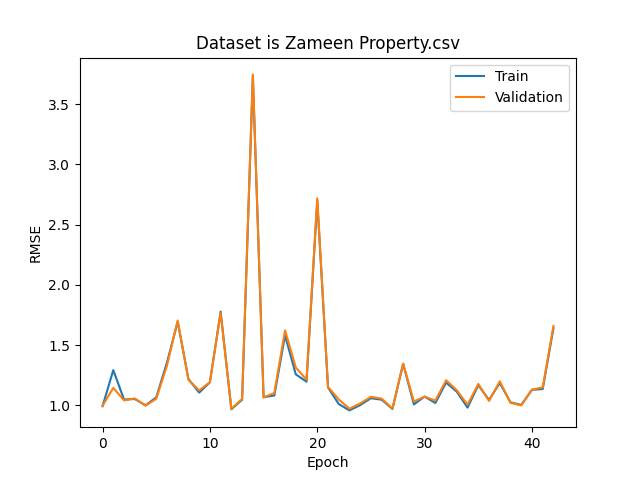 Dataset is Zameen Property.csv
Train
Validation
3.5
3.0
2.5
2.0
1.5
1.0
RMSE
0 10 20 30 40
Epoch